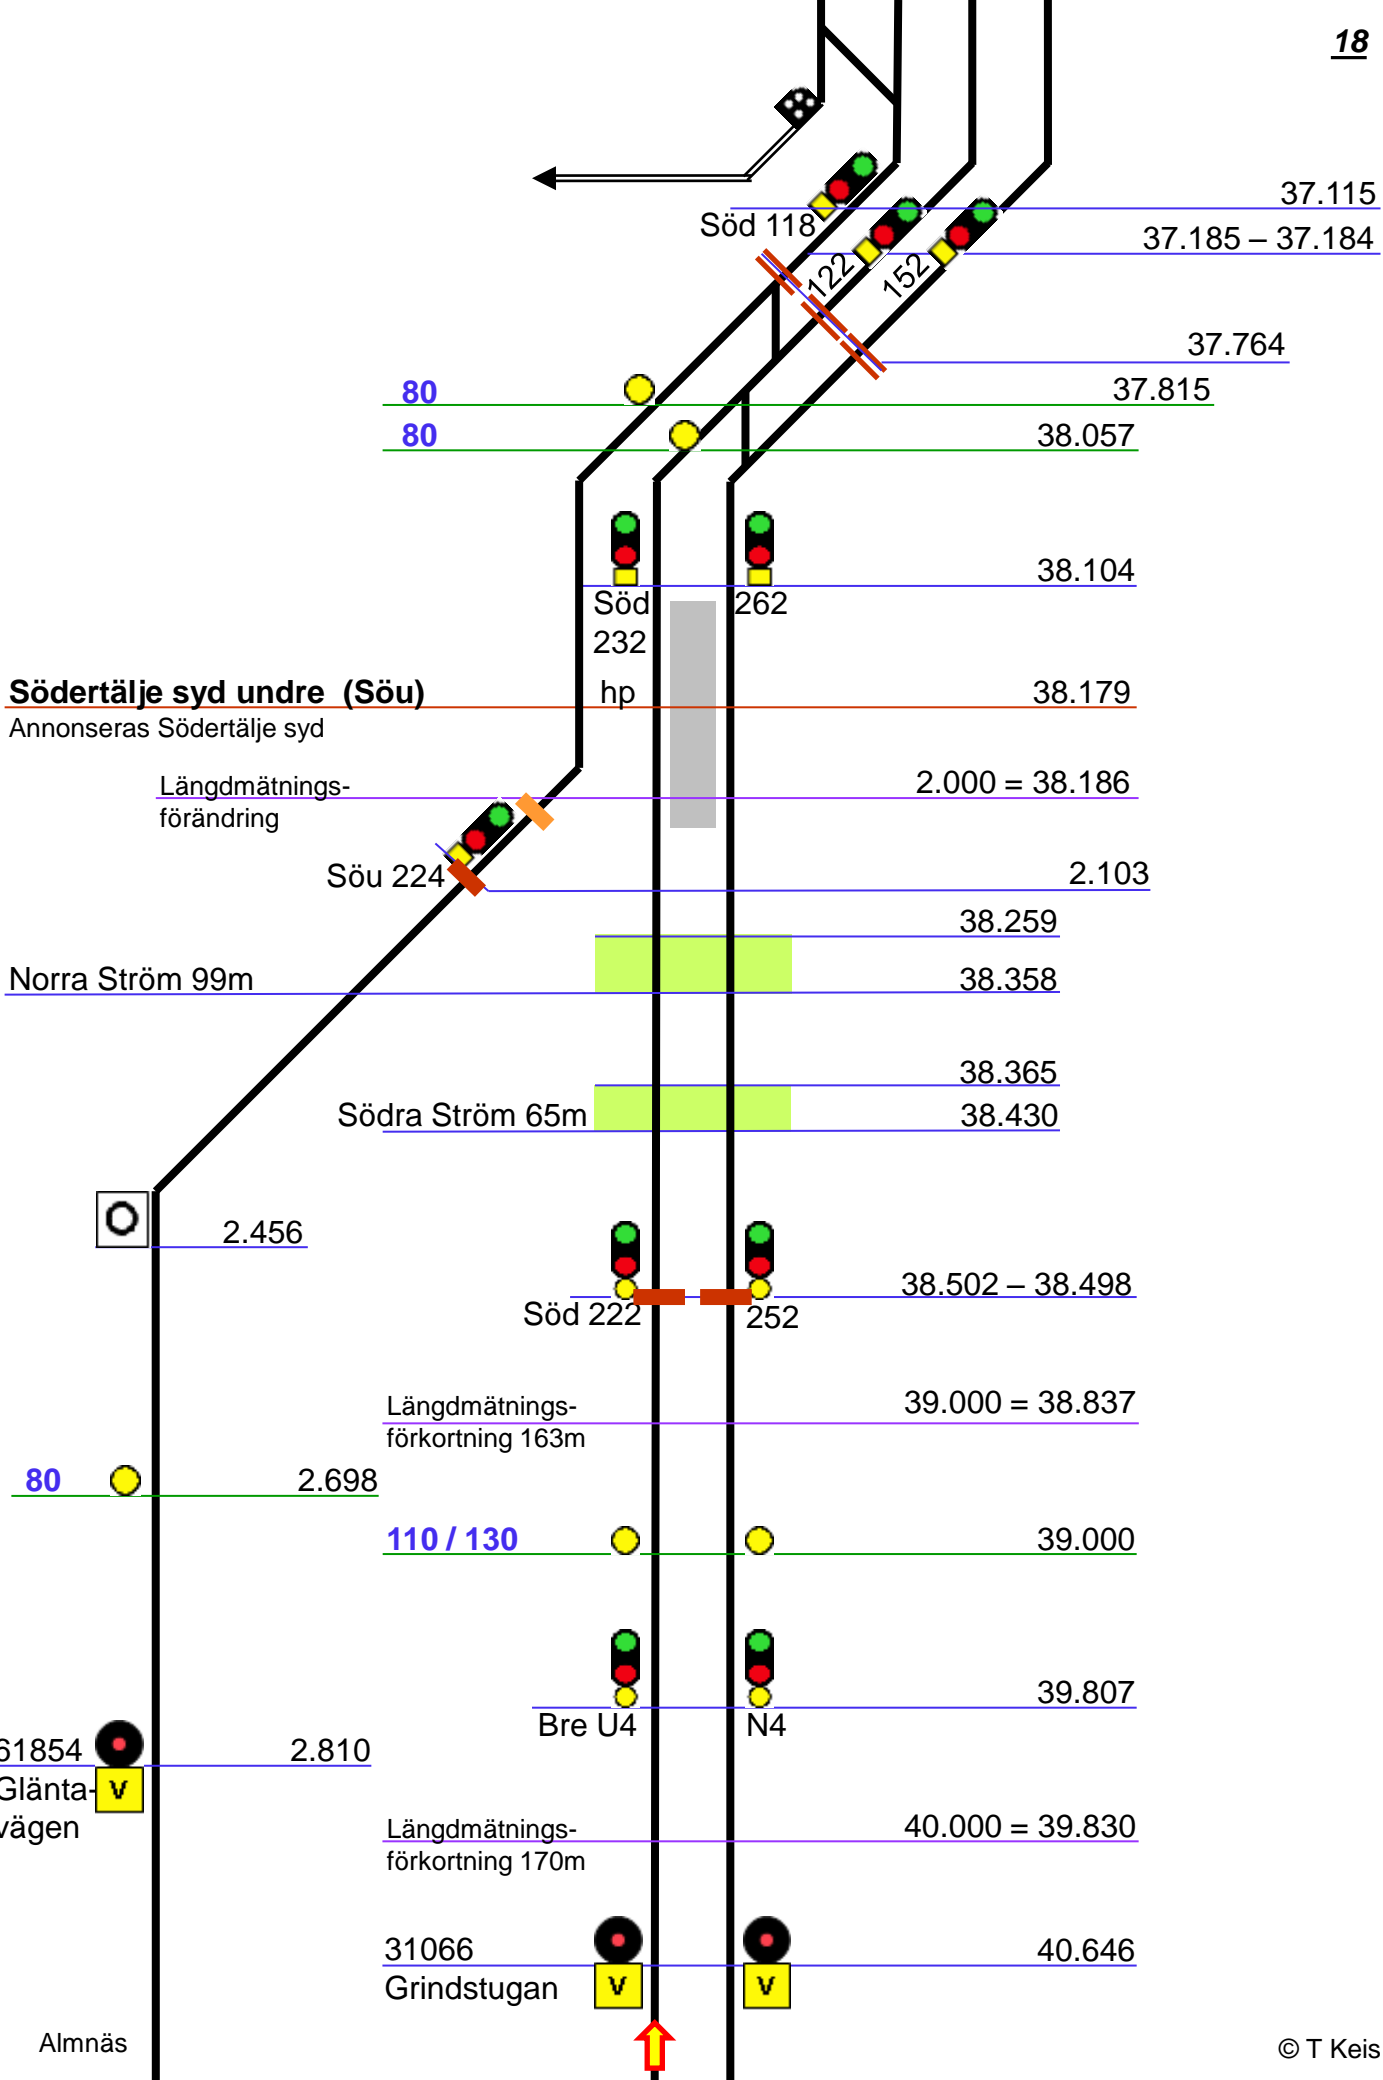 18
37.115
Söd 118
37.185 – 37.184
122
152
37.764
80
37.815
80
38.057
38.104
Söd
232
262
Södertälje syd undre (Söu)
hp
38.179
Annonseras Södertälje syd
Längdmätnings-
förändring
2.000 = 38.186
Söu 224
2.103
38.259
Norra Ström 99m
38.358
38.365
Södra Ström 65m
38.430
2.456
38.502 – 38.498
Söd 222
252
Längdmätnings-
förkortning 163m
39.000 = 38.837
80
2.698
110 / 130
39.000
39.807
Bre U4
N4
61854
2.810
Glänta-
vägen
V
Längdmätnings-
förkortning 170m
40.000 = 39.830
31066
40.646
Grindstugan
V
V
Almnäs
© T Keis